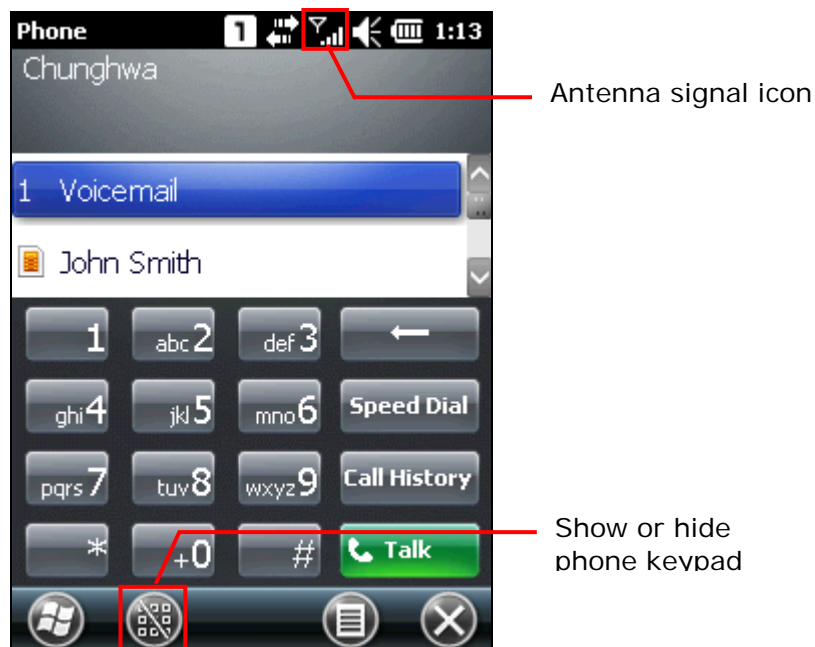 Phone 1 1:13
Chunghwa
Antenna signal icon
1 Voicemail
John Smith
1 abc2 def3
ghi4 jkl5 mno6 Speed Dial
pqrs7 tuv8 wxyz9 Call History
* +0 # Talk
Show or hide
phone keypad